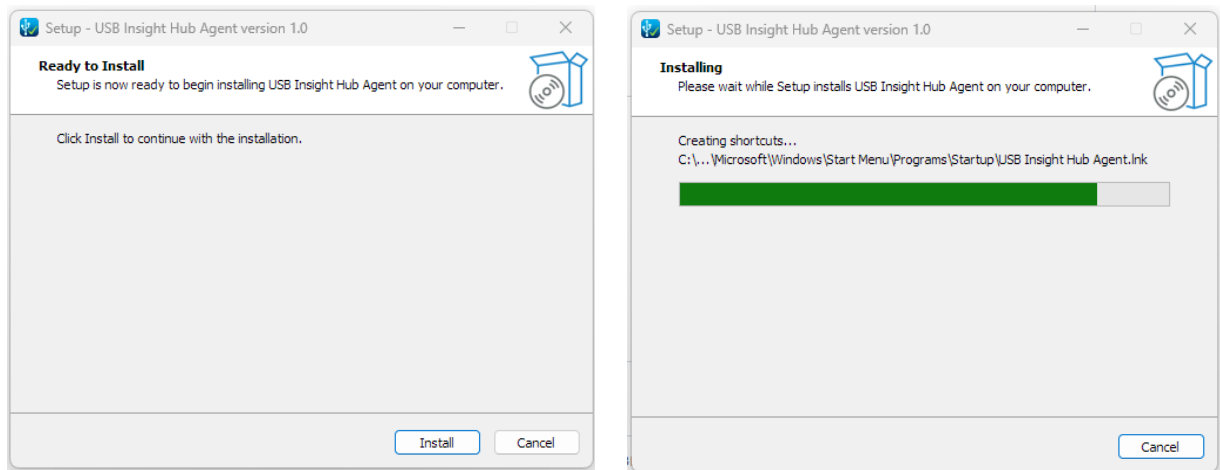 Setup - USB Insight Hub Agent version 1.0
Ready to Install
Setup is now ready to begin installing USB Insight Hub Agent on your computer.
Click Install to continue with the installation.
Install
Cancel
Setup - USB Insight Hub Agent version 1.0
Installing
Please wait while Setup installs USB Insight Hub Agent on your computer.
Creating shortcuts...
C:\...\Microsoft\Windows\Start Menu\Programs\Startup\USB Insight Hub Agent.lnk
Cancel